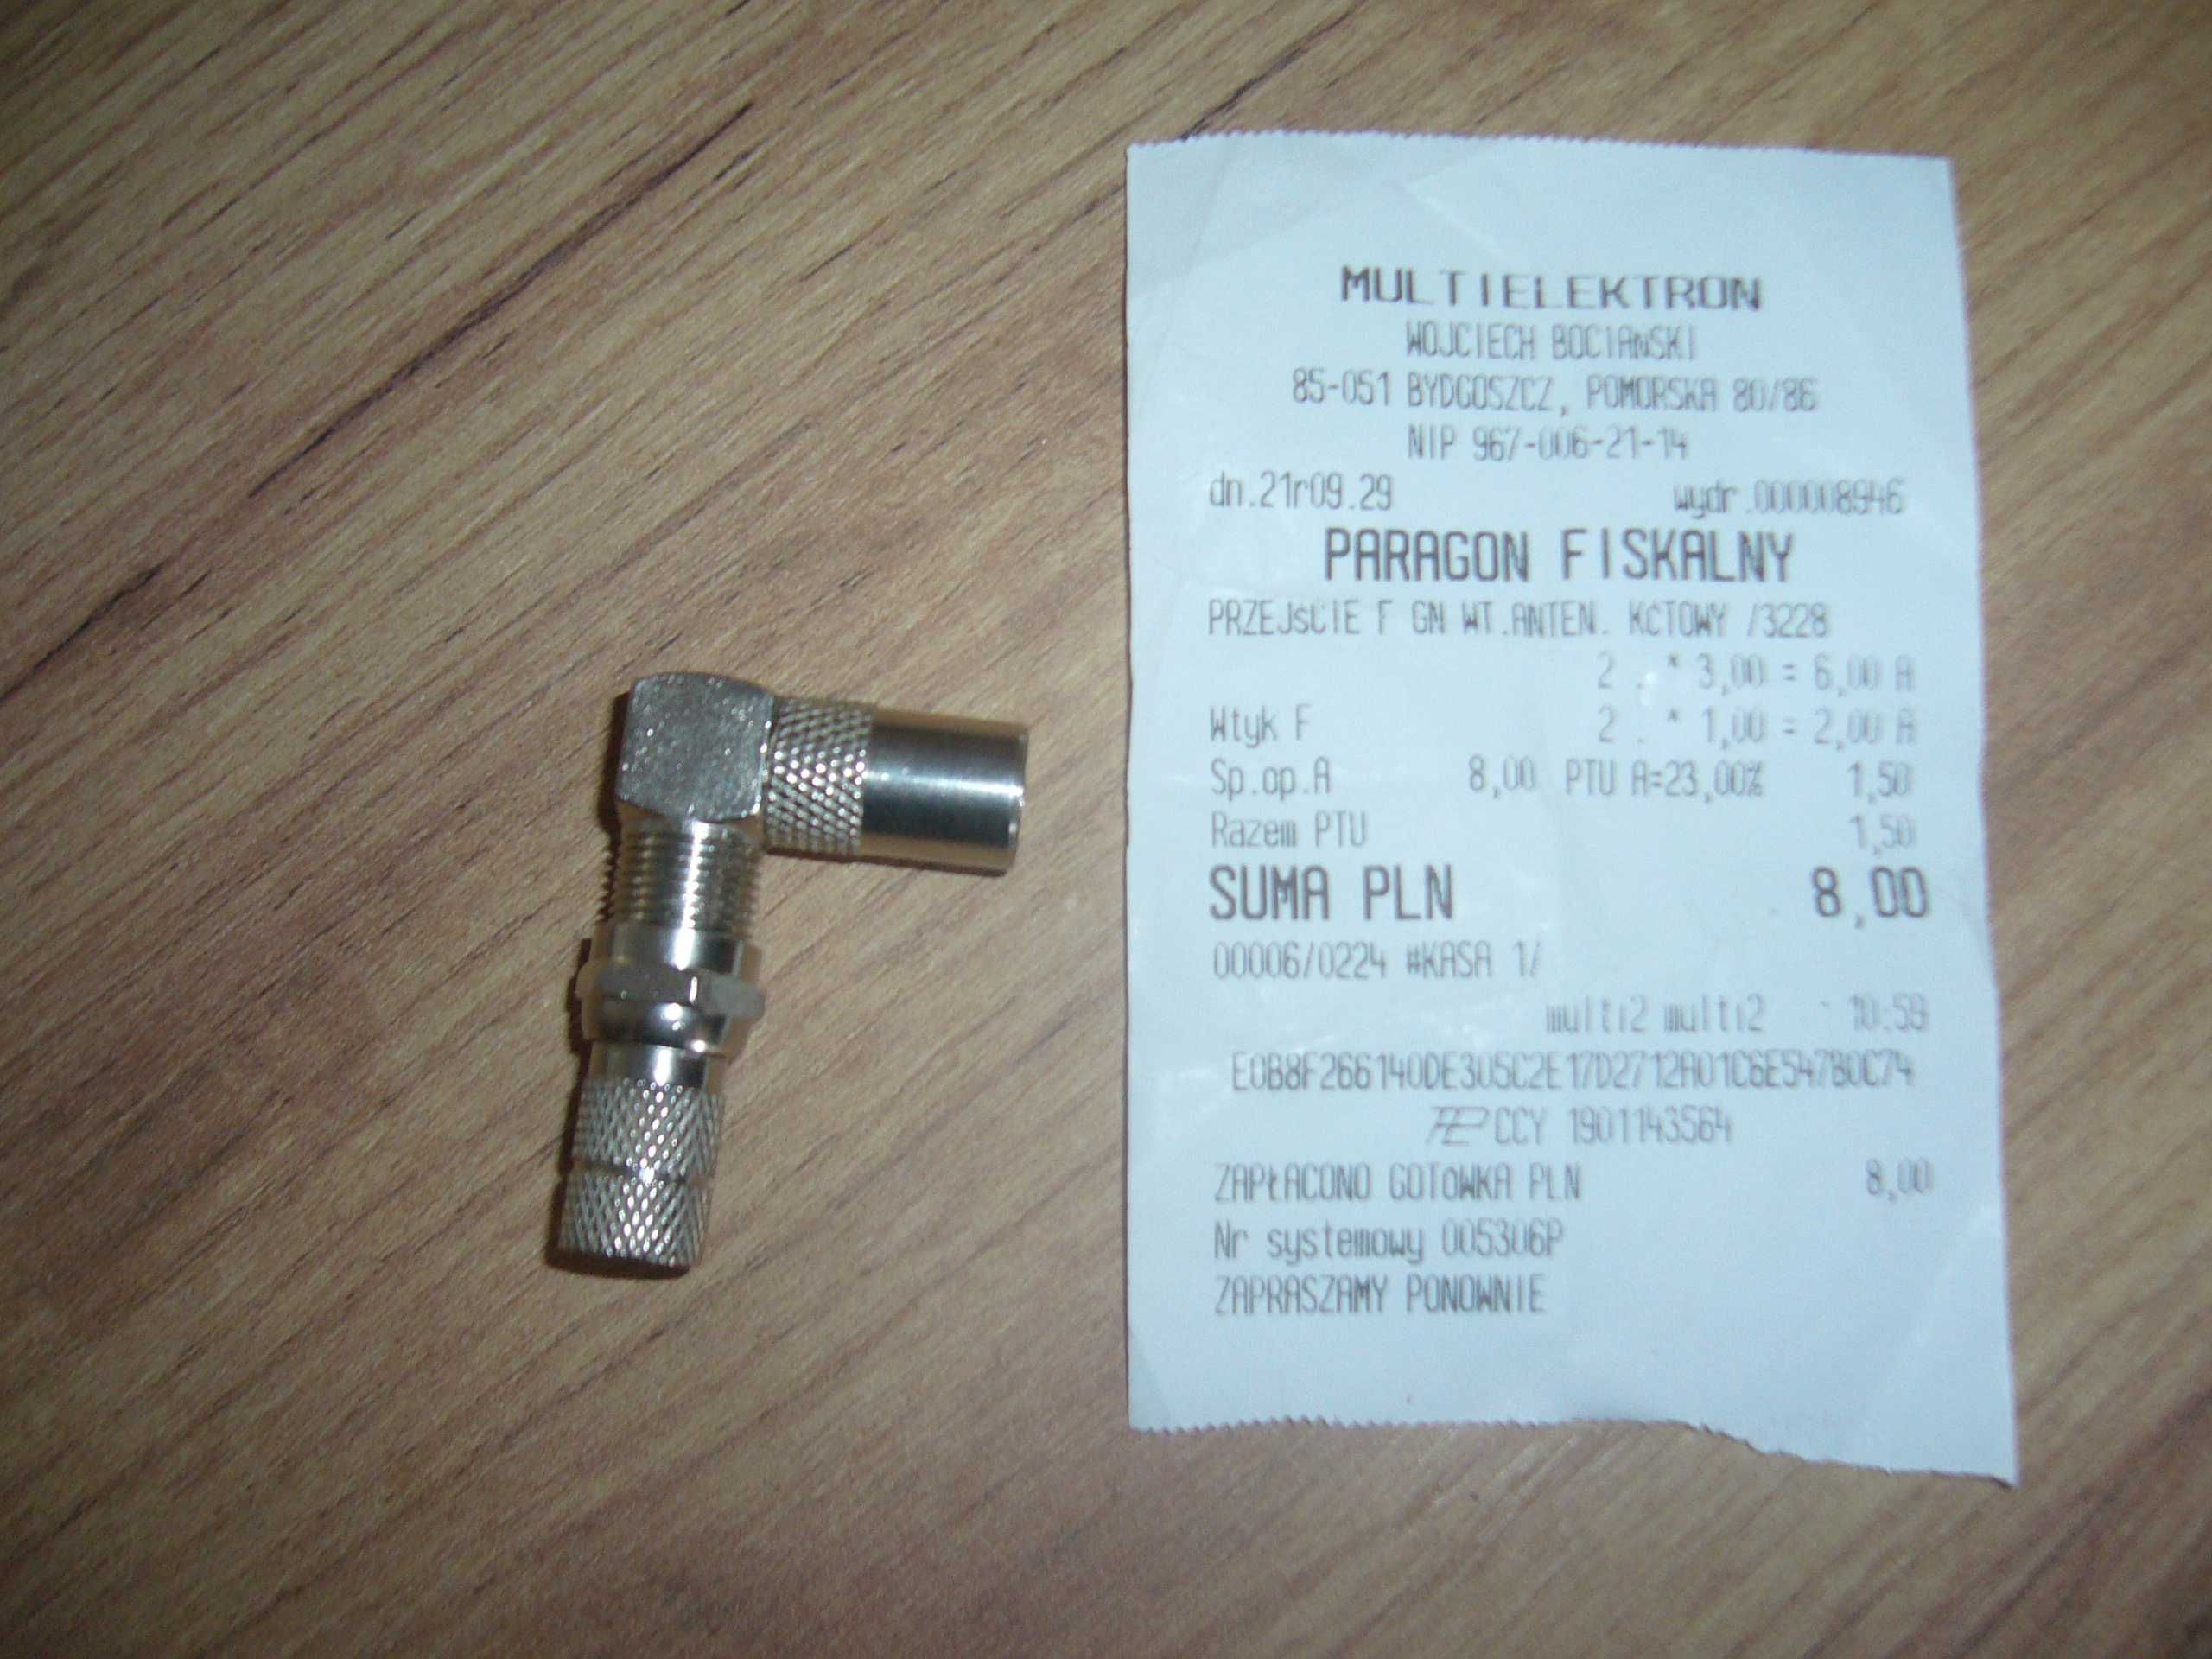 MULTIELEKTRON
WOJCIECH BOCIAńSKI
85-051 BYDGOSZCZ, POMORSKA 80/86
NIP 967-006-21-14
dn.21r09.29 wydr.000008946
PARAGON FISKALNY
PRZEJśCIE F GN WT.ANTEN. KĆTOWY /3228
2 . * 3,00 = 6,00 A
Wtyk F 2 . * 1,00 = 2,00 A
Sp.op.A 8,00 PTU A=23,00% 1,50
Razem PTU 1,50
SUMA PLN 8,00
00006/0224 #KASA 1/
multi2 multi2 10:59
E0B8F266140DE305C2E17D2712A01C6E547B0C74
CCY 1901143564
ZAPŁACONO GOTóWKA PLN 8,00
Nr systemowy 005306P
ZAPRASZAMY PONOWNIE